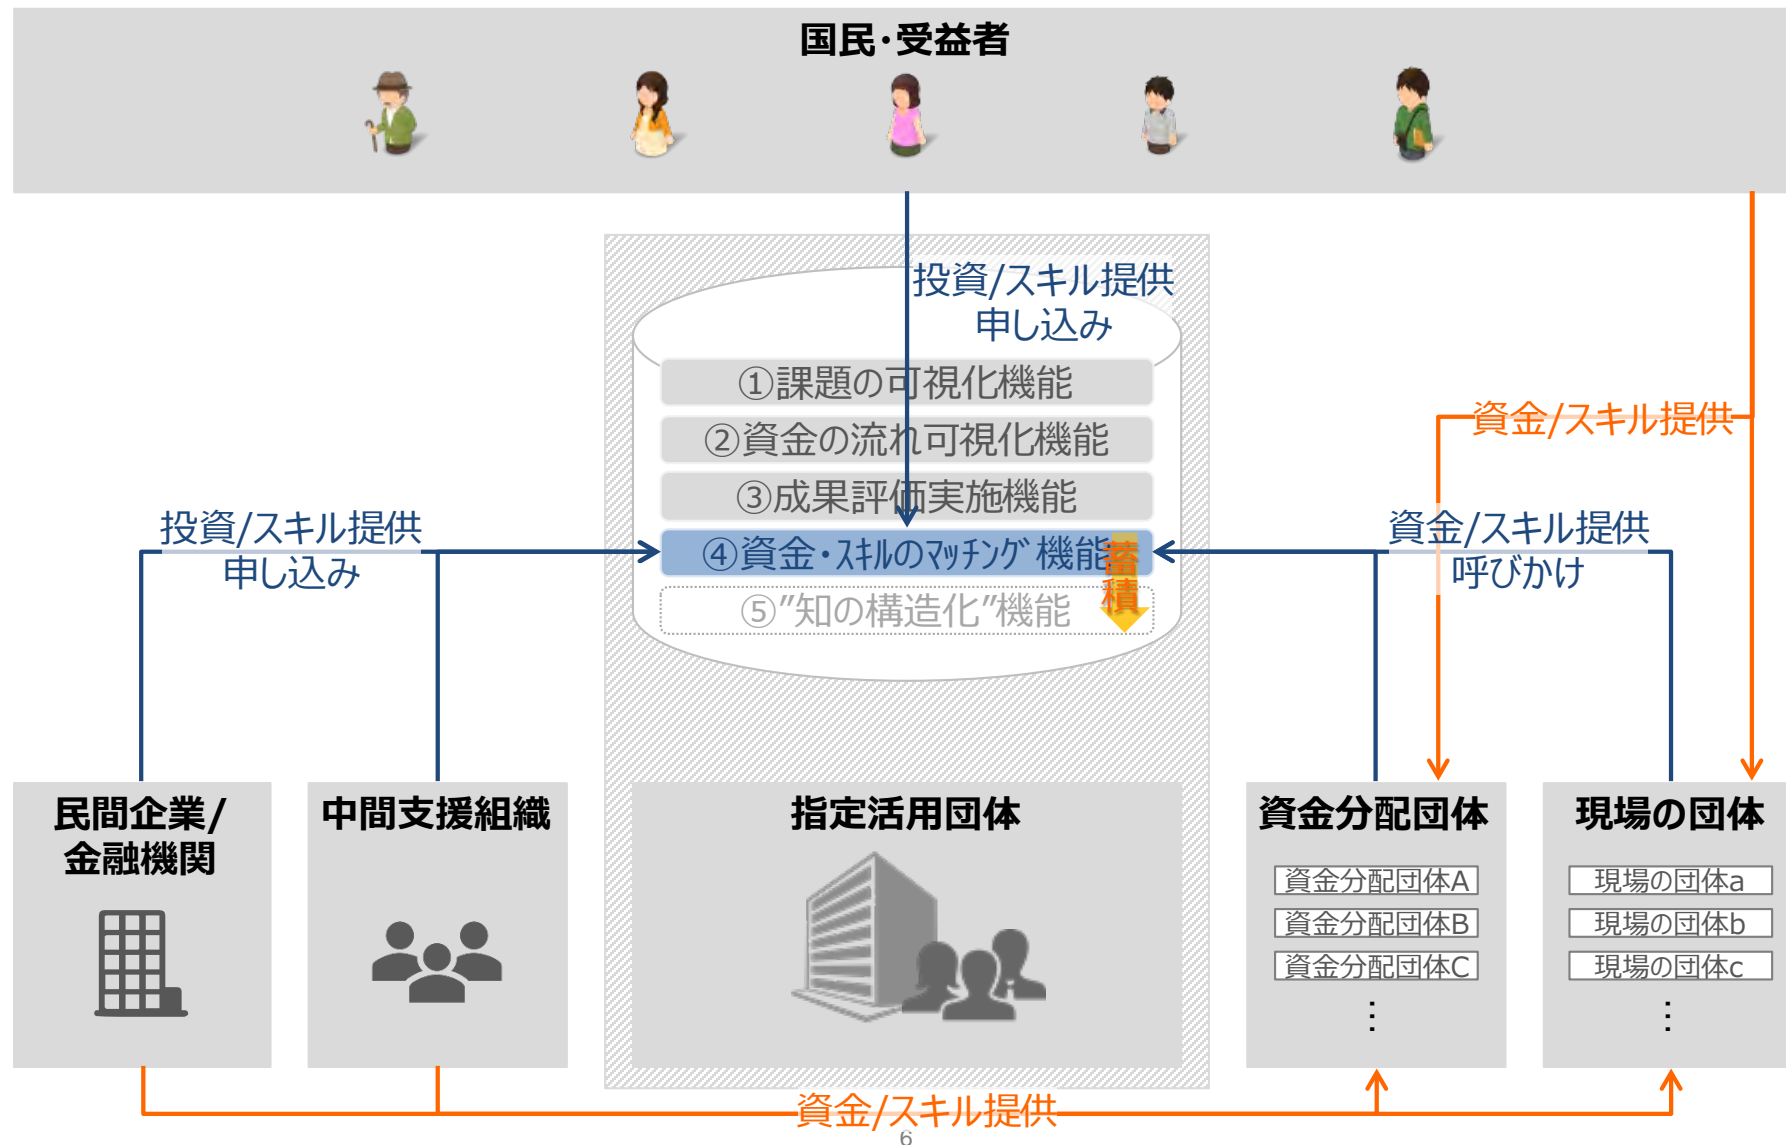 国民・受益者
投資/スキル提供
申し込み
①課題の可視化機能
②資金の流れ可視化機能
③成果評価実施機能
④資金・ｽｷﾙのﾏｯﾁﾝｸﾞ機能
⑤”知の構造化”機能
蓄
積
資金/スキル提供
投資/スキル提供
申し込み
資金/スキル提供
呼びかけ
民間企業/
金融機関
中間支援組織
指定活用団体
資金分配団体
資金分配団体A
資金分配団体B
資金分配団体C
⋮
現場の団体
現場の団体a
現場の団体b
現場の団体c
⋮
資金/スキル提供
6